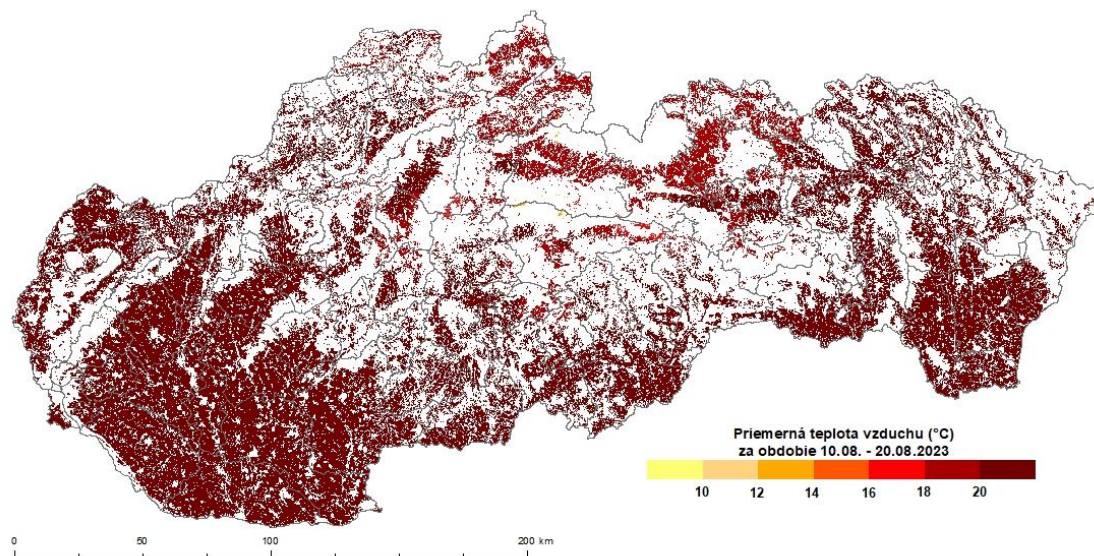 Priemerná teplota vzduchu (°C)
za obdobie 10.08. - 20.08.2023
10 12 14 16 18 20
0 50 100 200 km